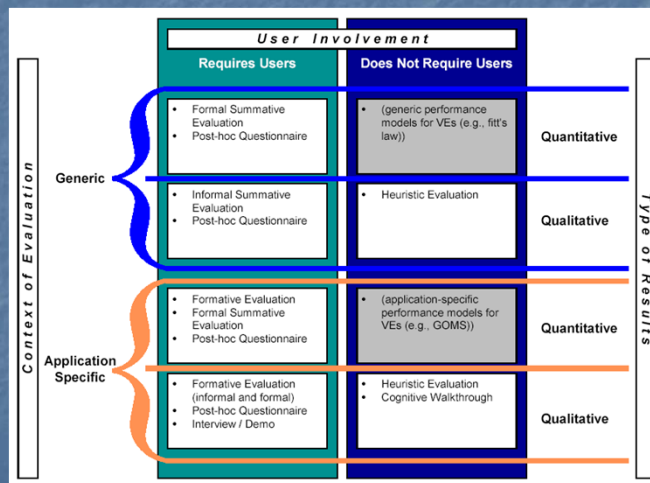 User Involvement
Requires Users
Does Not Require Users
Context of Evaluation
Type of Results
Generic
• Formal Summative
Evaluation
• Post-hoc Questionnaire
• (generic performance
models for VEs (e.g., fitt's
law))
Quantitative
• Informal Summative
Evaluation
• Post-hoc Questionnaire
• Heuristic Evaluation
Qualitative
Application
Specific
• Formative Evaluation
• Formal Summative
Evaluation
• Post-hoc Questionnaire
• (application-specific
performance models for
VEs (e.g., GOMS))
Quantitative
• Formative Evaluation
(informal and formal)
• Post-hoc Questionnaire
• Interview / Demo
• Heuristic Evaluation
• Cognitive Walkthrough
Qualitative